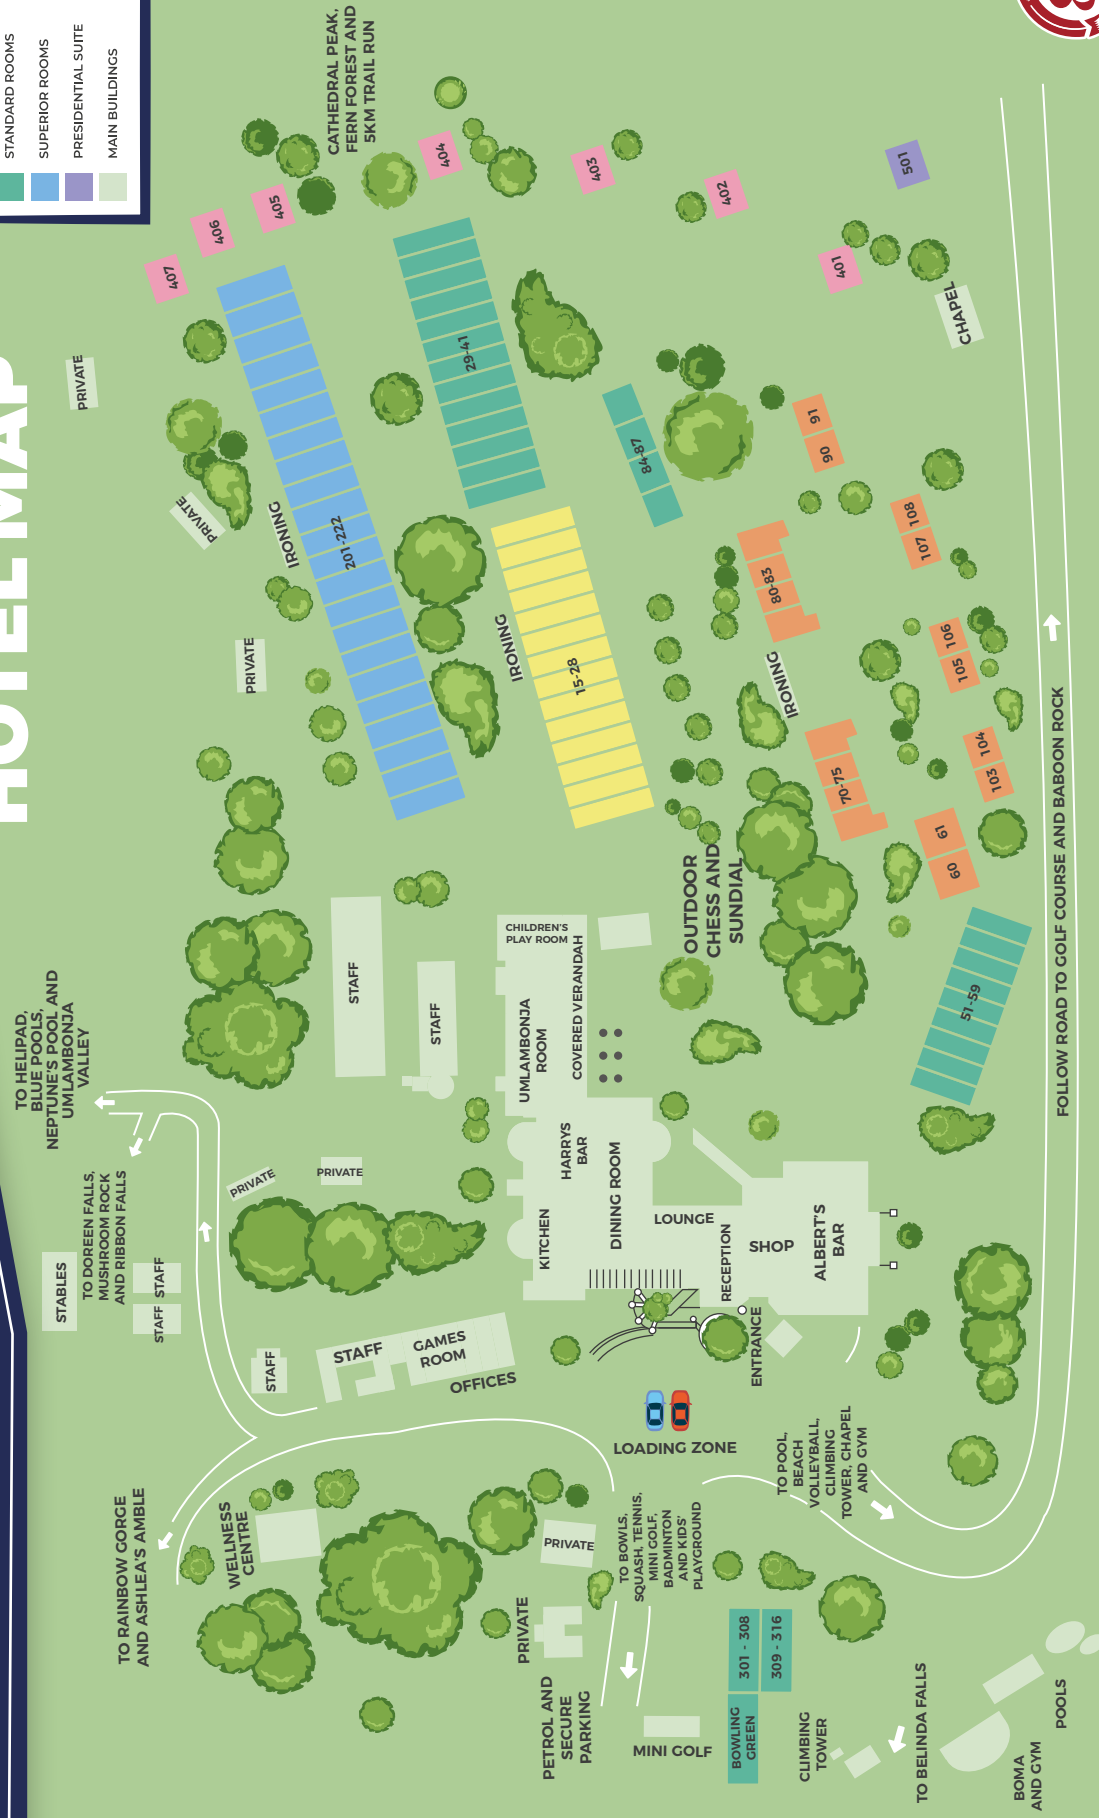 HOTEL MAP
STANDARD ROOMS
SUPERIOR ROOMS
PRESIDENTIAL SUITE
MAIN BUILDINGS
CATHEDRAL PEAK,
FERN FOREST AND
5KM TRAIL RUN
407
406
405
404
403
402
401
501
CHAPEL
PRIVATE
PRIVATE
PRIVATE
IRONING
201-222
29-41
84-87
91
90
IRONING
15-28
80-83
108
107
IRONING
106
105
70-75
104
103
61
60
51-59
OUTDOOR
CHESS AND
SUNDIAL
FOLLOW ROAD TO GOLF COURSE AND BABOON ROCK
TO HELIPAD,
BLUE POOLS,
NEPTUNE'S POOL AND
UMLAMBONJA
VALLEY
STAFF
STAFF
CHILDREN'S
PLAY ROOM
UMLAMBONJA
ROOM
COVERED VERANDAH
HARRYS
BAR
DINING ROOM
KITCHEN
LOUNGE
RECEPTION
SHOP
ALBERT'S
BAR
ENTRANCE
PRIVATE
PRIVATE
TO DOREEN FALLS,
MUSHROOM ROCK
AND RIBBON FALLS
STABLES
STAFF
STAFF
STAFF
STAFF
GAMES
ROOM
OFFICES
LOADING ZONE
TO POOL,
BEACH
VOLLEYBALL,
CLIMBING
TOWER, CHAPEL
AND GYM
TO RAINBOW GORGE
AND ASHLEA'S AMBLE
WELLNESS
CENTRE
PRIVATE
TO BOWLS,
SQUASH, TENNIS,
MINI GOLF,
BADMINTON
AND KIDS'
PLAYGROUND
PRIVATE
PETROL AND
SECURE
PARKING
MINI GOLF
301 - 308
309 - 316
BOWLING
GREEN
CLIMBING
TOWER
TO BELINDA FALLS
POOLS
BOMA
AND GYM